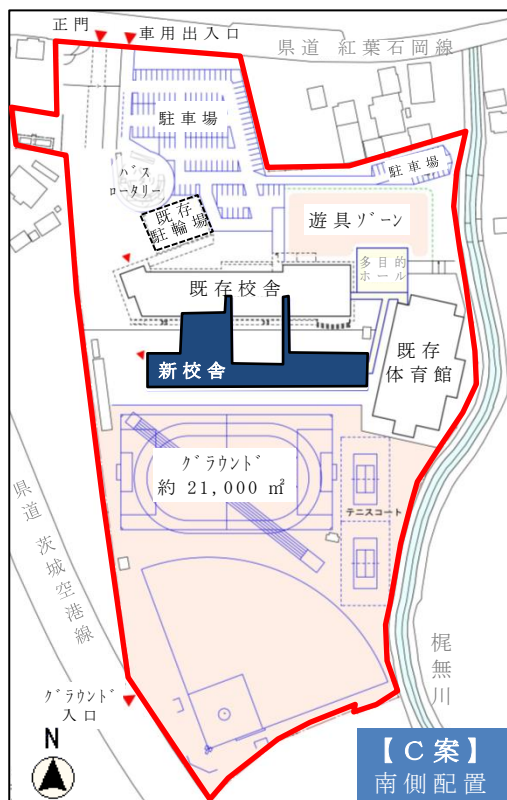 正門
車用出入口
県道 紅葉石岡線
駐車場
駐車場
バス
ロータリー
既存
駐輪場
遊具ゾーン
多目的
ホール
既存校舎
既存
体育館
新校舎
グラウンド
約 21,000 ㎡
テニスコート
県道 茨城空港線
梶無川
グラウンド
入口
N
【C案】
南側配置